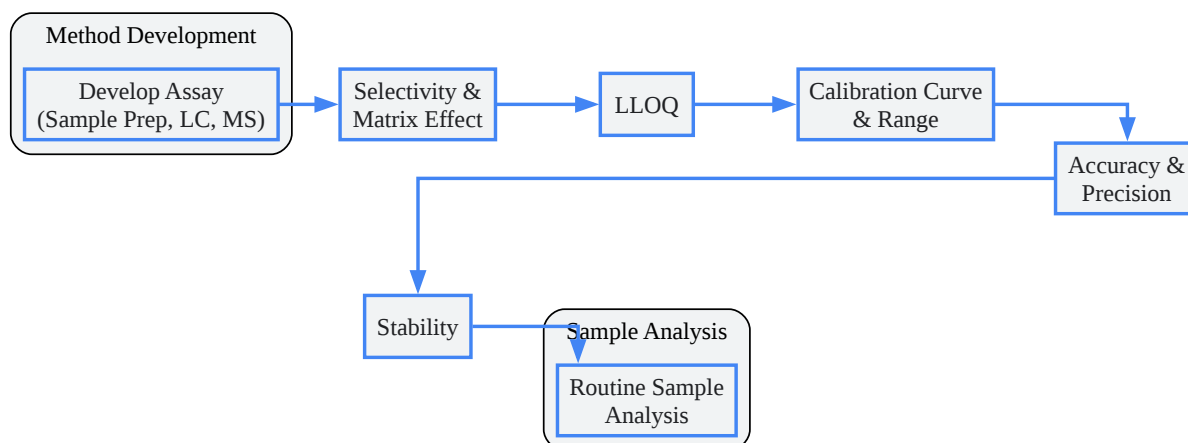 Method Development
Develop Assay
(Sample Prep, LC, MS)
Selectivity &
Matrix Effect
LLOQ
Calibration Curve
& Range
Accuracy &
Precision
Stability
Sample Analysis
Routine Sample
Analysis